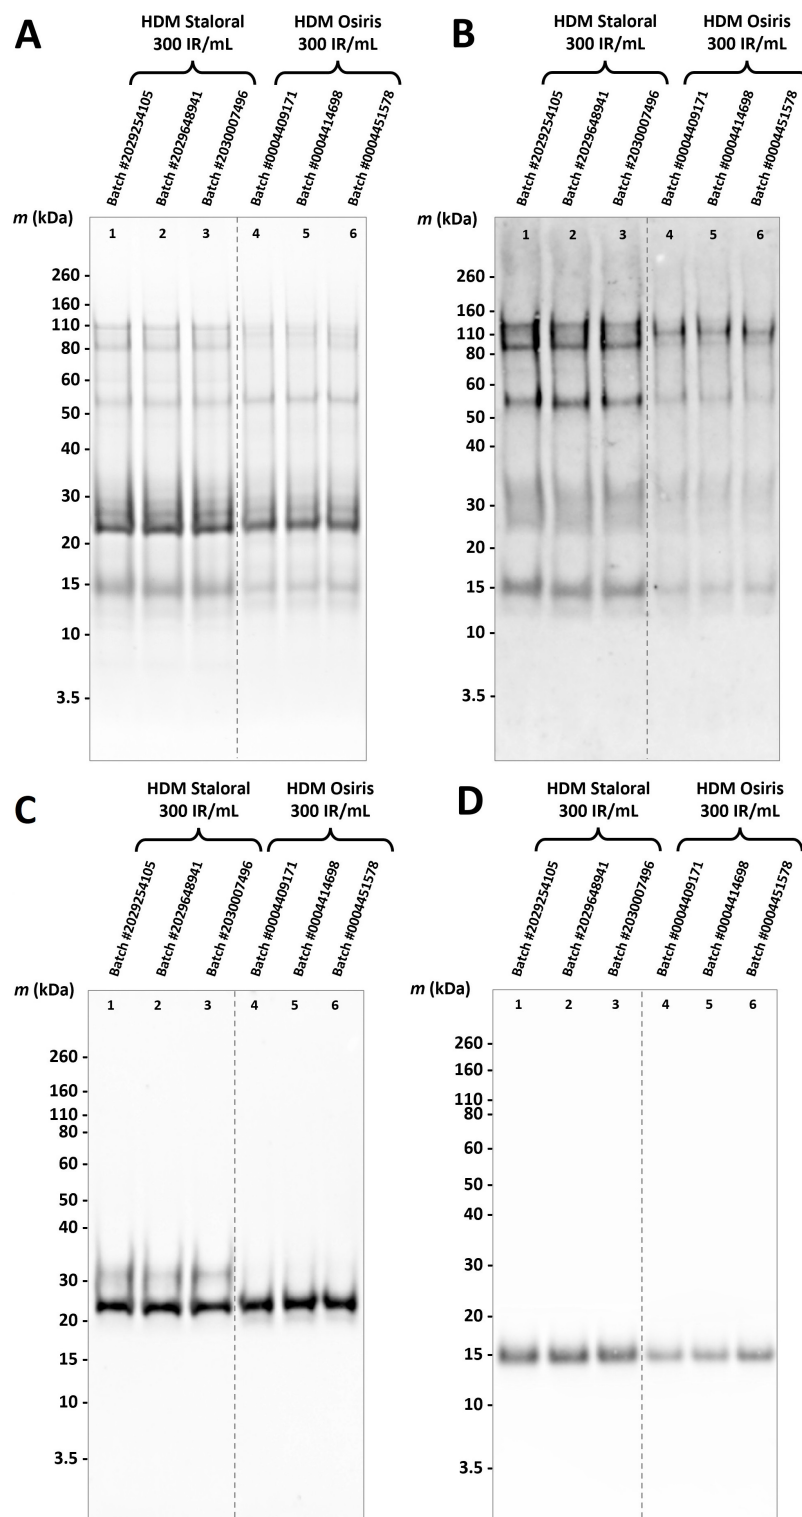 A
HDM Staloral
300 IR/mL
HDM Osiris
300 IR/mL
Batch #2029254105
Batch #2029648941
Batch #2030007496
Batch #0004409171
Batch #0004414698
Batch #0004451578
m (kDa)
1 2 3 4 5 6
260 -
160 -
110 -
80 -
60 -
50 -
40 -
30 -
20 -
15 -
10 -
3.5 -
B
HDM Staloral
300 IR/mL
HDM Osiris
300 IR/mL
Batch #2029254105
Batch #2029648941
Batch #2030007496
Batch #0004409171
Batch #0004414698
Batch #0004451578
m (kDa)
1 2 3 4 5 6
260 -
160 -
110 -
80 -
60 -
50 -
40 -
30 -
20 -
15 -
10 -
3.5 -
C
HDM Staloral
300 IR/mL
HDM Osiris
300 IR/mL
Batch #2029254105
Batch #2029648941
Batch #2030007496
Batch #0004409171
Batch #0004414698
Batch #0004451578
m (kDa)
1 2 3 4 5 6
260 -
160 -
110 -
80 -
60 -
50 -
40 -
30 -
20 -
15 -
10 -
3.5 -
D
HDM Staloral
300 IR/mL
HDM Osiris
300 IR/mL
Batch #2029254105
Batch #2029648941
Batch #2030007496
Batch #0004409171
Batch #0004414698
Batch #0004451578
m (kDa)
1 2 3 4 5 6
260 -
160 -
110 -
80 -
60 -
50 -
40 -
30 -
20 -
15 -
10 -
3.5 -